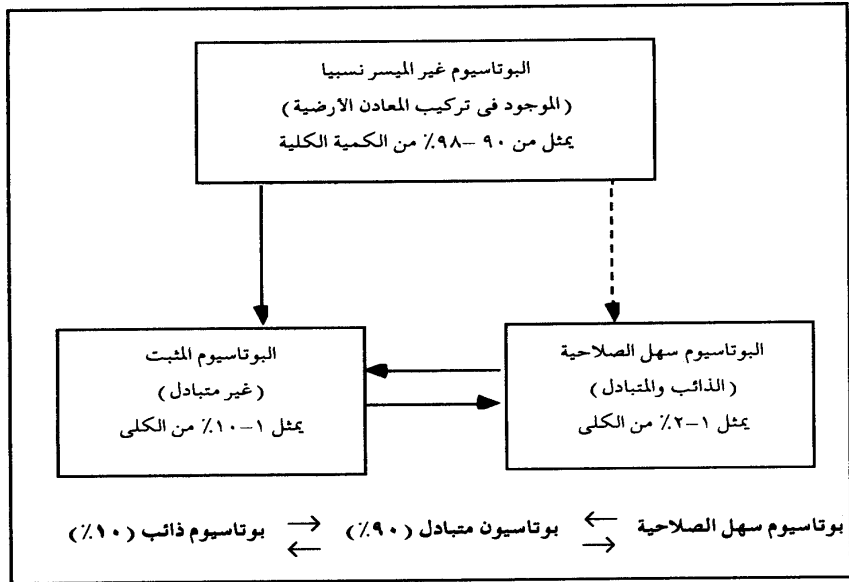 البوتاسيوم غير الميسر نسبيا
(الموجود فى تركيب المعادن الأرضية)
يمثل من ٩٠ –٩٨٪ من الكمية الكلية
البوتاسيوم سهل الصلاحية
(الذائب والمتبادل)
يمثل ١–٢٪ من الكلى
البوتاسيوم المثبت
(غير متبادل)
يمثل ١–١٠٪ من الكلى
بوتاسيوم سهل الصلاحية ← → بوتاسيون متبادل (٩٠٪) → ← بوتاسيوم ذائب (١٠٪)